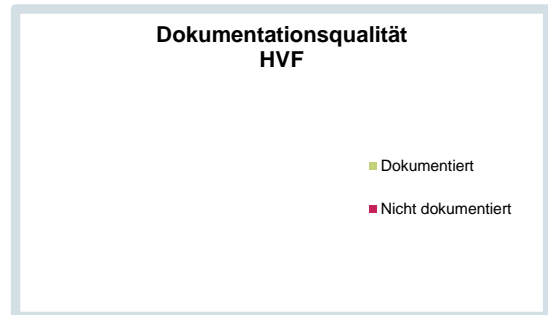 Dokumentationsqualität
HVF
Dokumentiert
Nicht dokumentiert